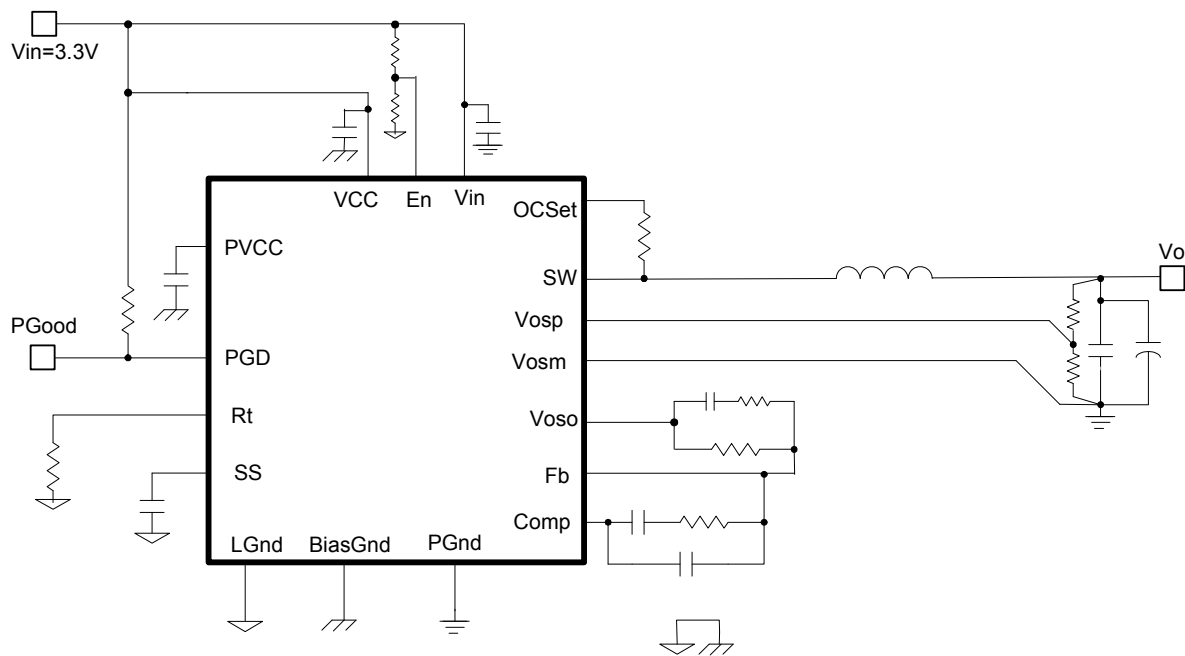 Vin=3.3V
VCC
En
Vin
OCSet
PVCC
SW
Vo
Vosp
PGood
PGD
Vosm
Rt
Voso
SS
Fb
Comp
LGnd
BiasGnd
PGnd